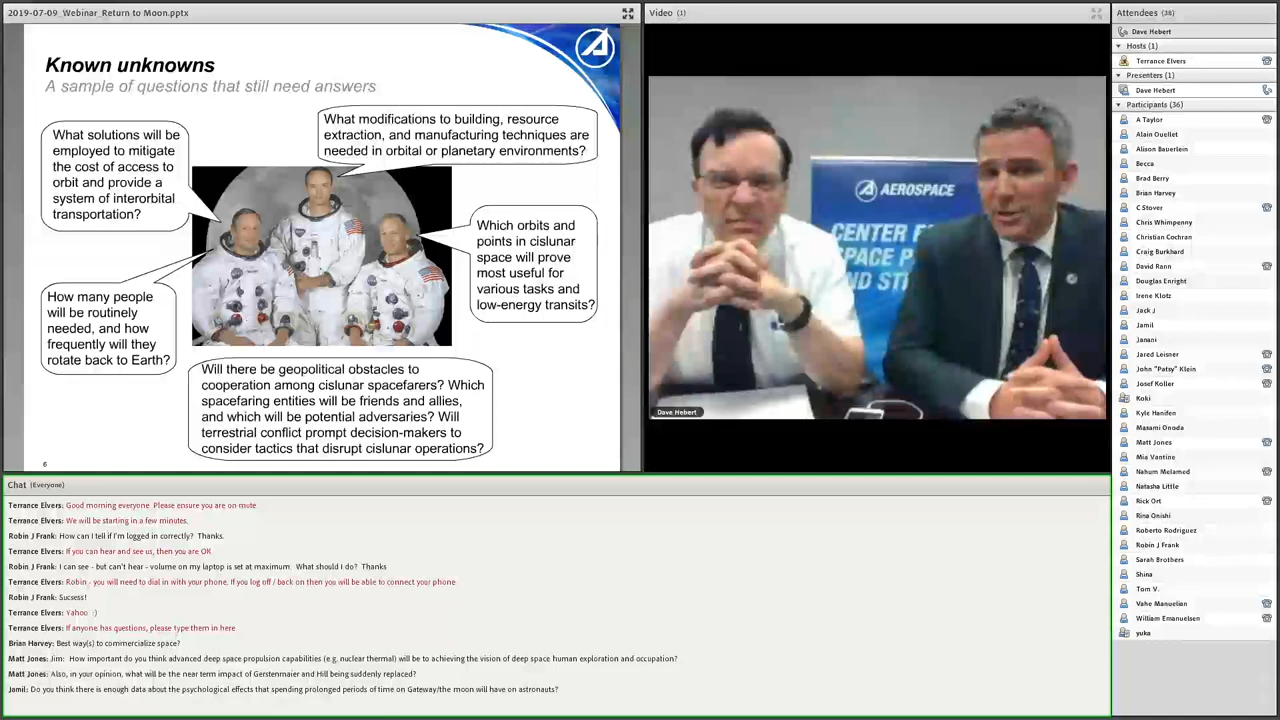 2019-07-09_Webinar_Return to Moon.pptx
Known unknowns
A sample of questions that still need answers
What solutions will be
employed to mitigate
the cost of access to
orbit and provide a
system of interorbital
transportation?
What modifications to building, resource
extraction, and manufacturing techniques are
needed in orbital or planetary environments?
Which orbits and
points in cislunar
space will prove
most useful for
various tasks and
low-energy transits?
How many people
will be routinely
needed, and how
frequently will they
rotate back to Earth?
Will there be geopolitical obstacles to
cooperation among cislunar spacefarers? Which
spacefaring entities will be friends and allies,
and which will be potential adversaries? Will
terrestrial conflict prompt decision-makers to
consider tactics that disrupt cislunar operations?
6
Video (1)
AEROSPACE
CENTER F
SPACE P
ND ST
Dave Hebert
Attendees (38)
Dave Hebert
Hosts (1)
Terrance Elvers
Presenters (1)
Dave Hebert
Participants (36)
A Taylor
Alain Ouellet
Alison Bauerlein
Becca
Brad Berry
Brian Harvey
C Stover
Chris Whimpenny
Christian Cochran
Craig Burkhard
David Rann
Douglas Enright
Irene Klotz
Jack J
Jamil
Janani
Jared Leisner
John "Patsy" Klein
Josef Koller
Koki
Kyle Hanifen
Masami Onoda
Matt Jones
Mia Vantine
Nahum Melamed
Natasha Little
Rick Ort
Rina Onishi
Roberto Rodriguez
Robin J Frank
Sarah Brothers
Shina
Tom V.
Vahe Manuelian
William Emanuelsen
yuka
Chat (Everyone)
Terrance Elvers: Good morning everyone. Please ensure you are on mute
Terrance Elvers: We will be starting in a few minutes.
Robin J Frank: How can I tell if I'm logged in correctly? Thanks.
Terrance Elvers: If you can hear and see us, then you are OK
Robin J Frank: I can see - but can't hear - volume on my laptop is set at maximum. What should I do? Thanks
Terrance Elvers: Robin - you will need to dial in with your phone. If you log off / back on then you will be able to connect your phone
Robin J Frank: Sucsess!
Terrance Elvers: Yahoo :)
Terrance Elvers: If anyone has questions, please type them in here
Brian Harvey: Best way(s) to commercialize space?
Matt Jones: Jim: How important do you think advanced deep space propulsion capabilities (e.g. nuclear thermal) will be to achieving the vision of deep space human exploration and occupation?
Matt Jones: Also, in your opinion, what will be the near term impact of Gerstenmaier and Hill being suddenly replaced?
Jamil: Do you think there is enough data about the psychological effects that spending prolonged periods of time on Gateway/the moon will have on astronauts?